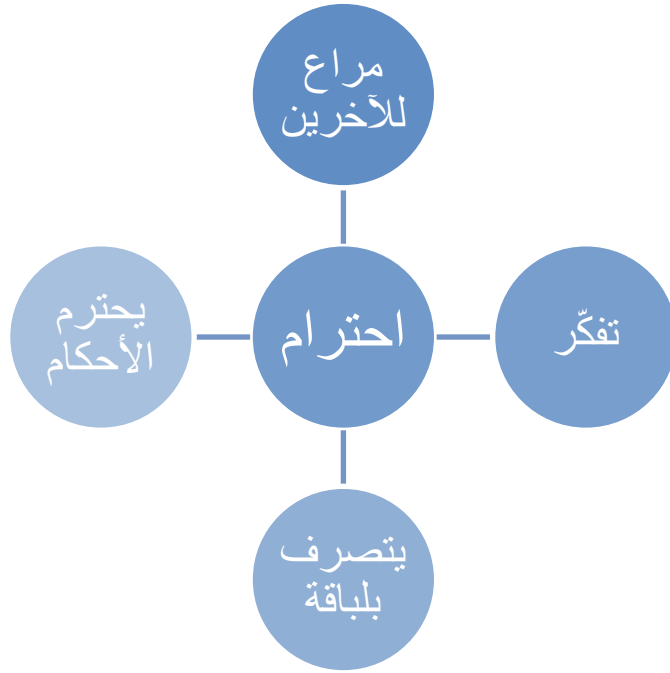 مراع
للآخرين
يحترم
الأحكام
احترام
تفكّر
يتصرف
بلباقة